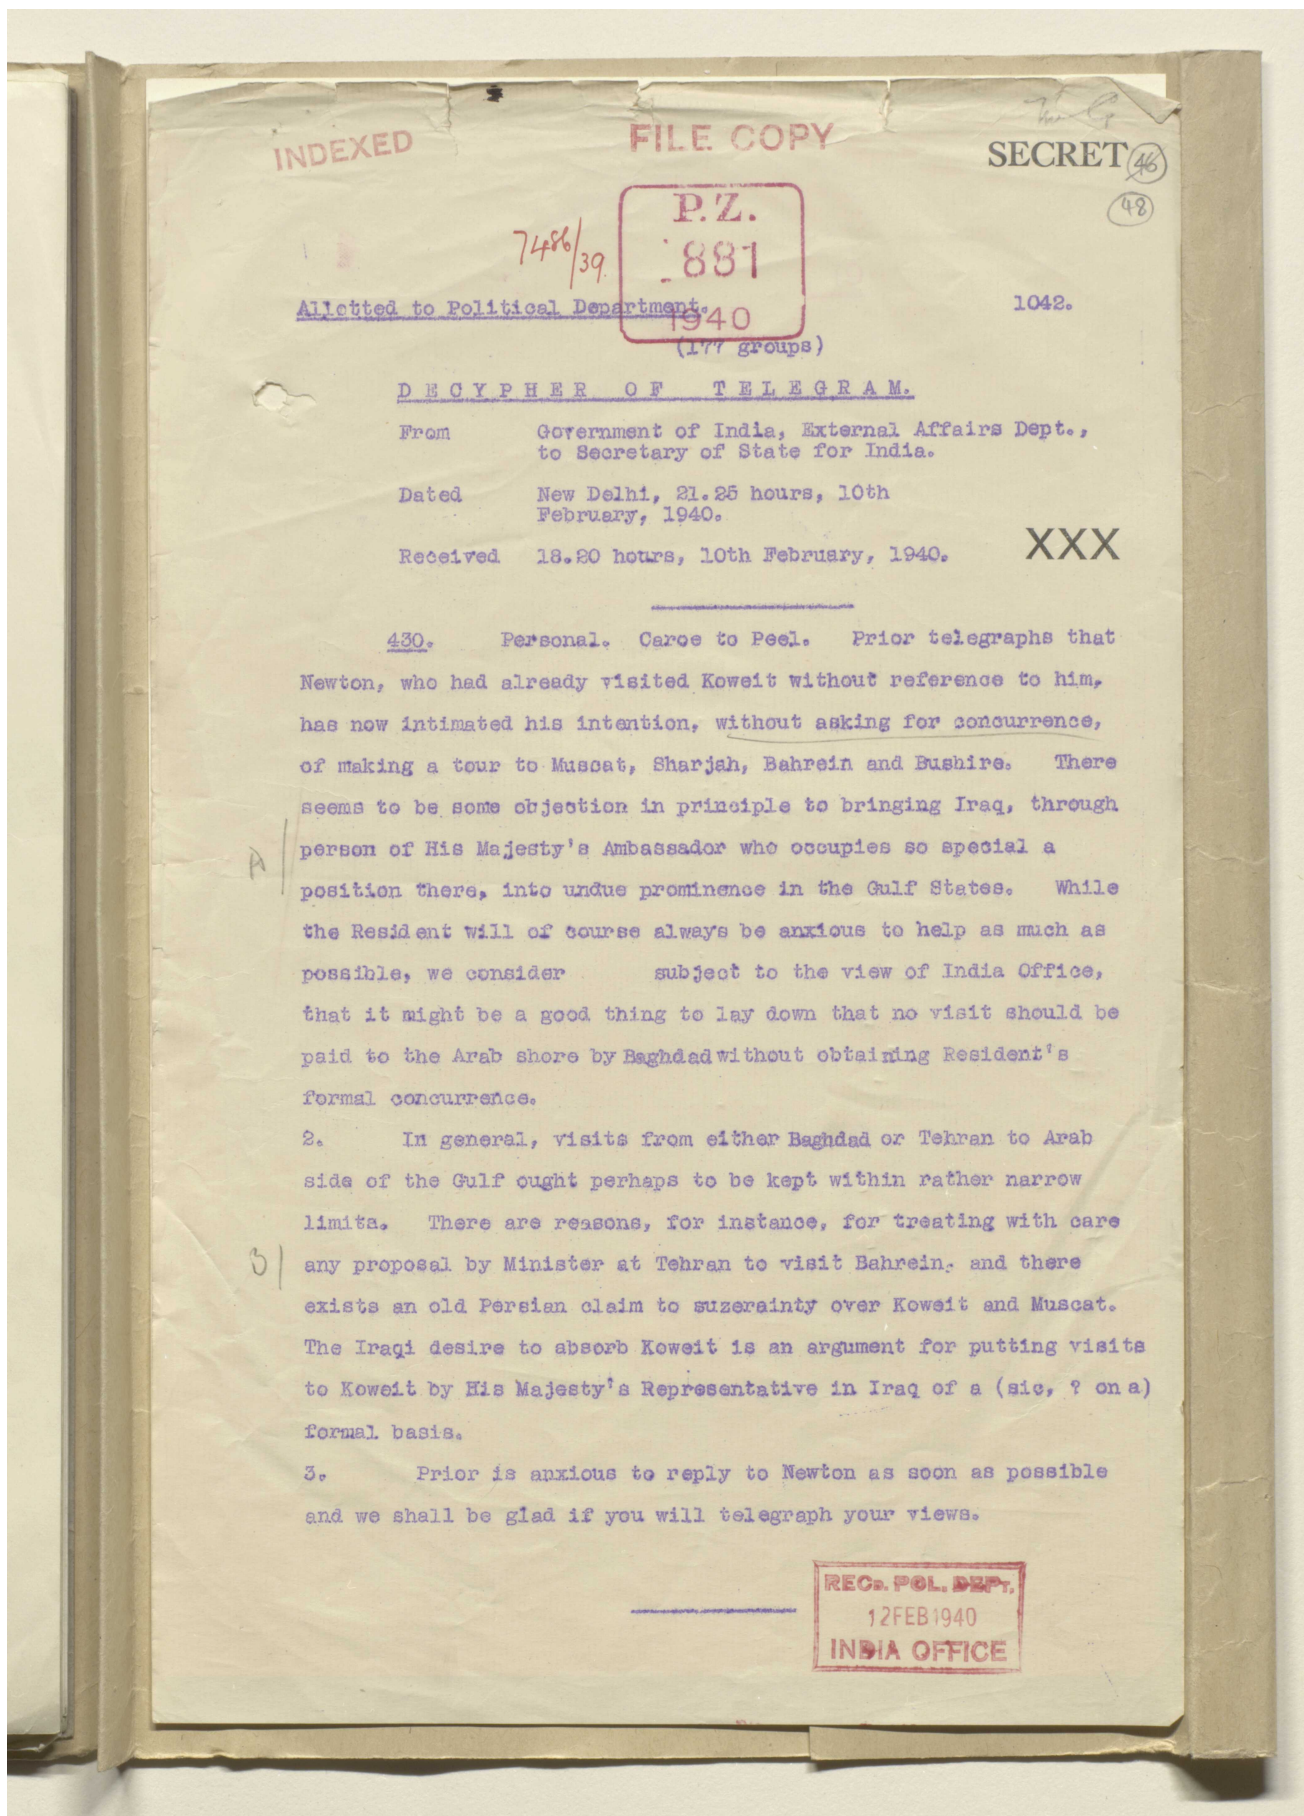 INDEXED
FILE COPY
SECRET
46
48
P.Z.
7486/39
881
1940
Allotted to Political Department.
1042.
(177 groups)
DECYPHER OF TELEGRAM.
From Government of India, External Affairs Dept.,
to Secretary of State for India.
Dated New Delhi, 21.25 hours, 10th
February, 1940.
Received 18.20 hours, 10th February, 1940.
XXX
430. Personal. Caroe to Peel. Prior telegraphs that
Newton, who had already visited Koweit without reference to him,
has now intimated his intention, without asking for concurrence,
of making a tour to Muscat, Sharjah, Bahrein and Bushire. There
seems to be some objection in principle to bringing Iraq, through
person of His Majesty's Ambassador who occupies so special a
A
position there, into undue prominence in the Gulf States. While
the Resident will of course always be anxious to help as much as
possible, we consider subject to the view of India Office,
that it might be a good thing to lay down that no visit should be
paid to the Arab shore by Baghdad without obtaining Resident's
formal concurrence.
2. In general, visits from either Baghdad or Tehran to Arab
side of the Gulf ought perhaps to be kept within rather narrow
limits. There are reasons, for instance, for treating with care
any proposal by Minister at Tehran to visit Bahrein, and there
exists an old Persian claim to suzerainty over Koweit and Muscat.
The Iraqi desire to absorb Koweit is an argument for putting visits
to Koweit by His Majesty's Representative in Iraq of a (sic, ? on a)
formal basis.
3. Prior is anxious to reply to Newton as soon as possible
and we shall be glad if you will telegraph your views.
RECD. POL. DEPT.
12 FEB 1940
INDIA OFFICE